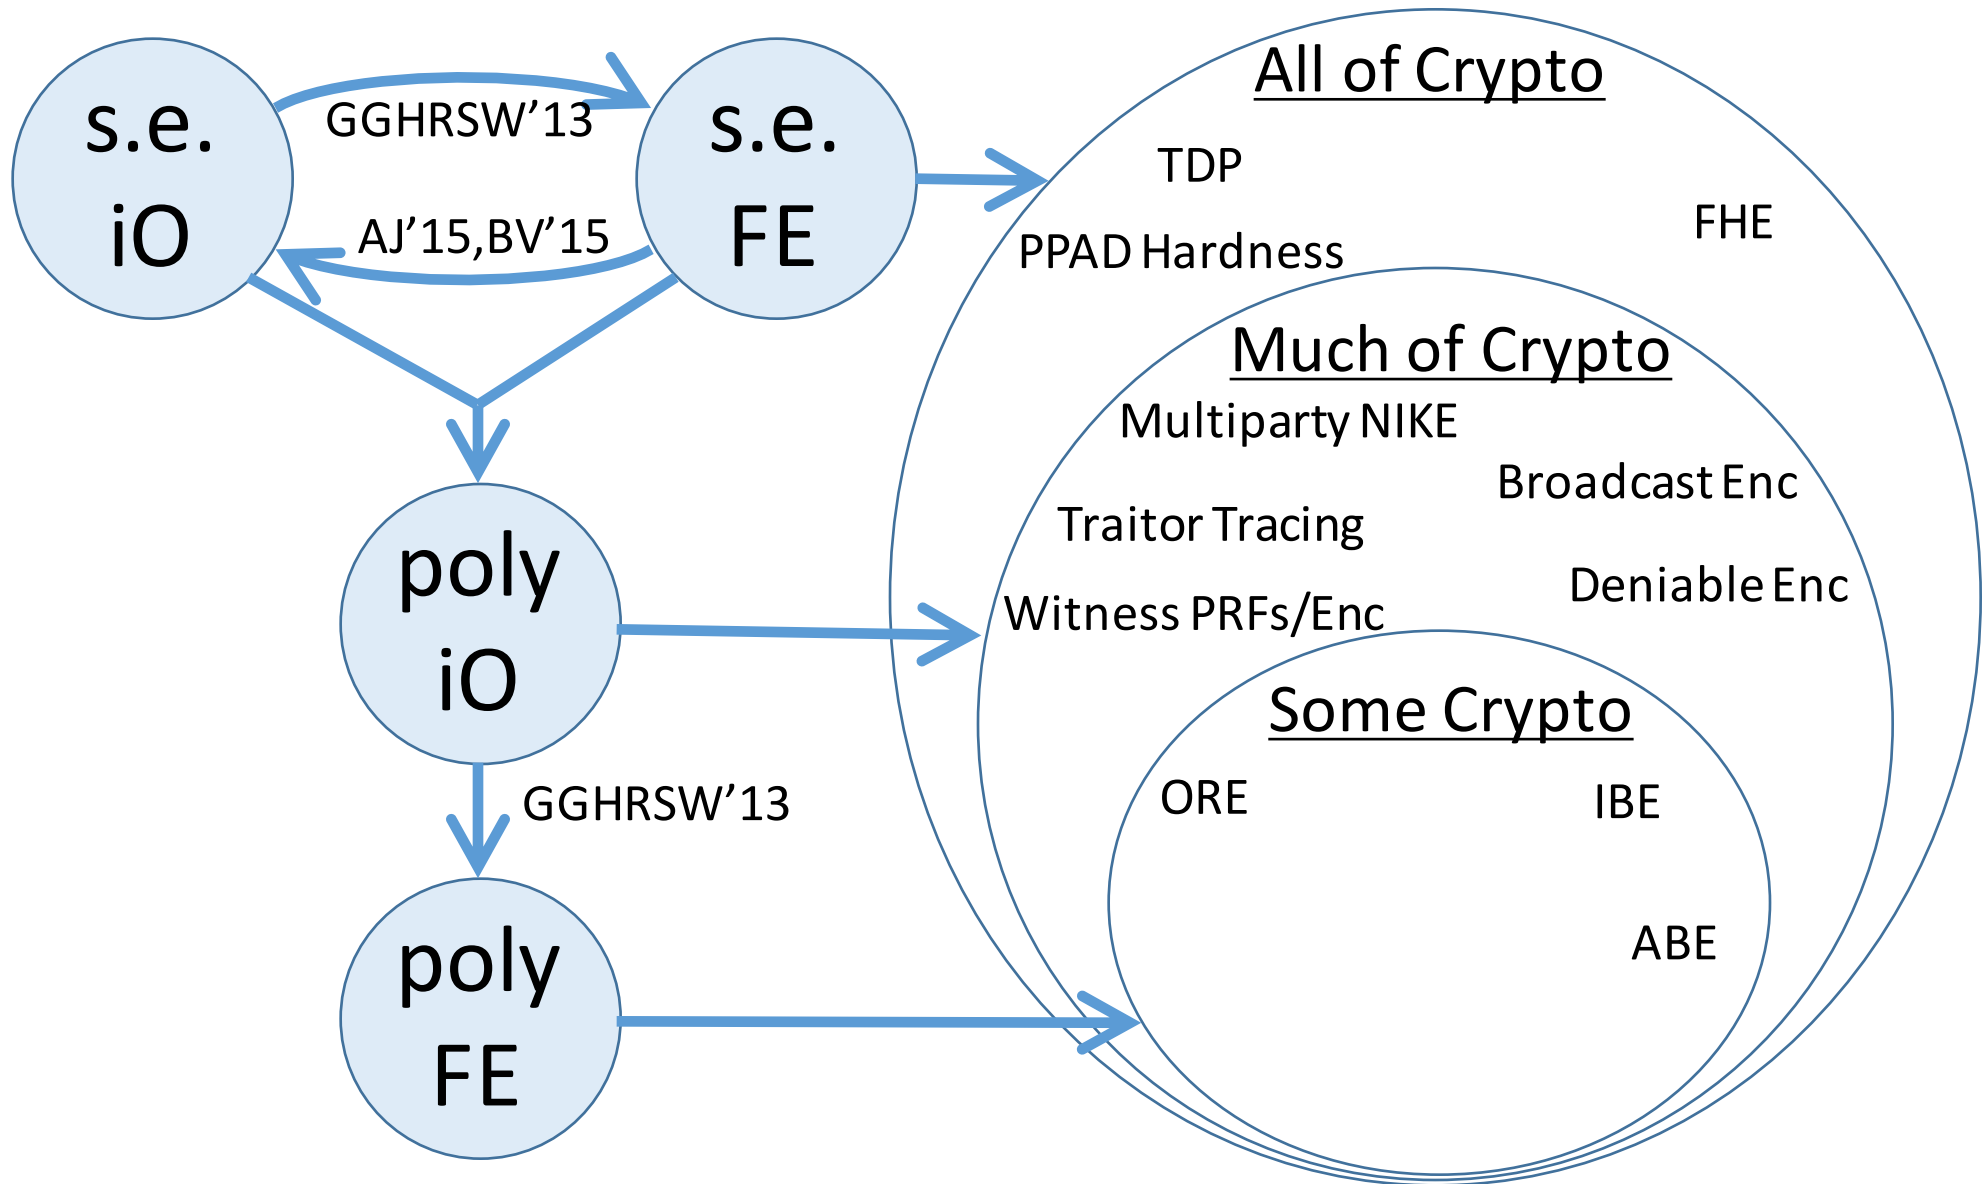 s.e.
iO
GGHRSW’13
AJ’15,BV’15
s.e.
FE
poly
iO
GGHRSW’13
poly
FE
All of Crypto
TDP
FHE
PPAD Hardness
Much of Crypto
Multiparty NIKE
Broadcast Enc
Traitor Tracing
Deniable Enc
Witness PRFs/Enc
Some Crypto
ORE
IBE
ABE